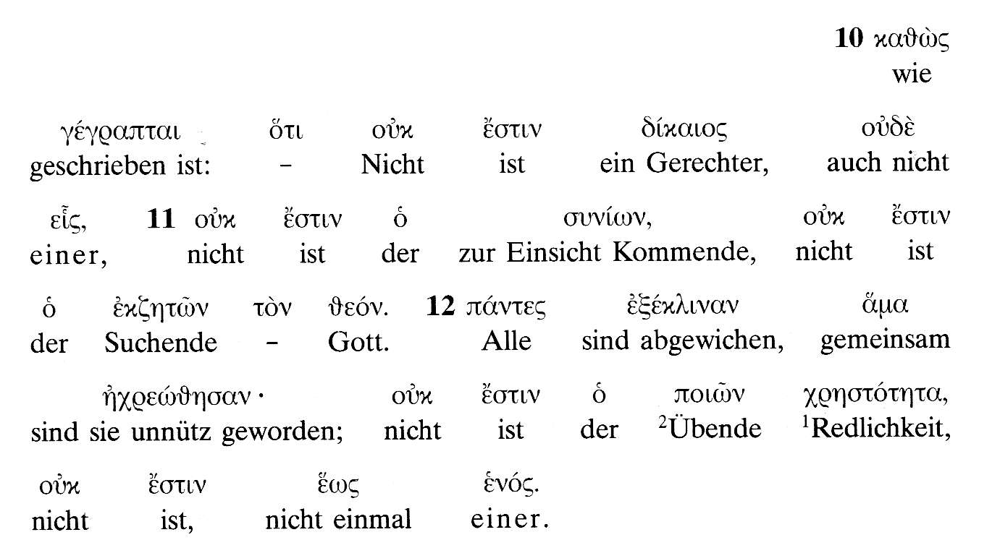 10 καθὼς
wie
γέγραπται ὅτι οὐκ ἔστιν δίκαιος οὐδὲ
geschrieben ist: – Nicht ist ein Gerechter, auch nicht
εἷς, 11 οὐκ ἔστιν ὁ συνίων, οὐκ ἔστιν
einer, nicht ist der zur Einsicht Kommende, nicht ist
ὁ ἐκζητῶν τὸν θεόν. 12 πάντες ἐξέκλιναν ἅμα
der Suchende – Gott. Alle sind abgewichen, gemeinsam
ἠχρεώθησαν· οὐκ ἔστιν ὁ ποιῶν χρηστότητα,
sind sie unnütz geworden; nicht ist der ²Übende ¹Redlichkeit,
οὐκ ἔστιν ἕως ἑνός.
nicht ist, nicht einmal einer.